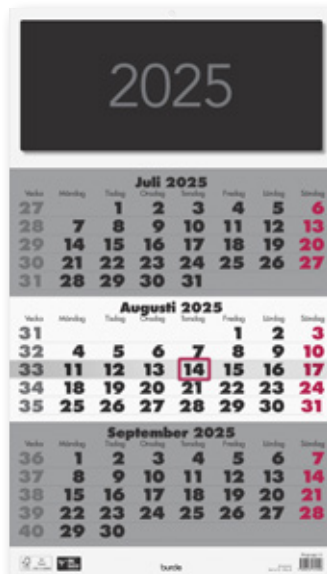 2025
Juli 2025
Vecka Måndag Tisdag Onsdag Torsdag Fredag Lördag Söndag
27 1 2 3 4 5 6
28 7 8 9 10 11 12 13
29 14 15 16 17 18 19 20
30 21 22 23 24 25 26 27
31 28 29 30 31
Augusti 2025
Vecka Måndag Tisdag Onsdag Torsdag Fredag Lördag Söndag
31 1 2 3
32 4 5 6 7 8 9 10
33 11 12 13 14 15 16 17
34 18 19 20 21 22 23 24
35 25 26 27 28 29 30 31
September 2025
Vecka Måndag Tisdag Onsdag Torsdag Fredag Lördag Söndag
36 1 2 3 4 5 6 7
37 8 9 10 11 12 13 14
38 15 16 17 18 19 20 21
39 22 23 24 25 26 27 28
40 29 30
burde